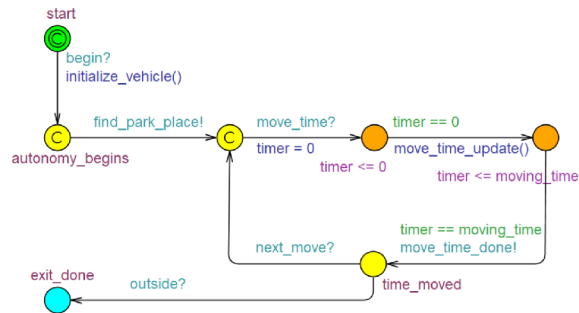 start
C
begin?
initialize_vehicle()
find_park_place!
move_time?
timer == 0
C
C
timer = 0
move_time_update()
autonomy_begins
timer <= 0
timer <= moving_time
timer == moving_time
next_move?
move_time_done!
exit_done
outside?
time_moved